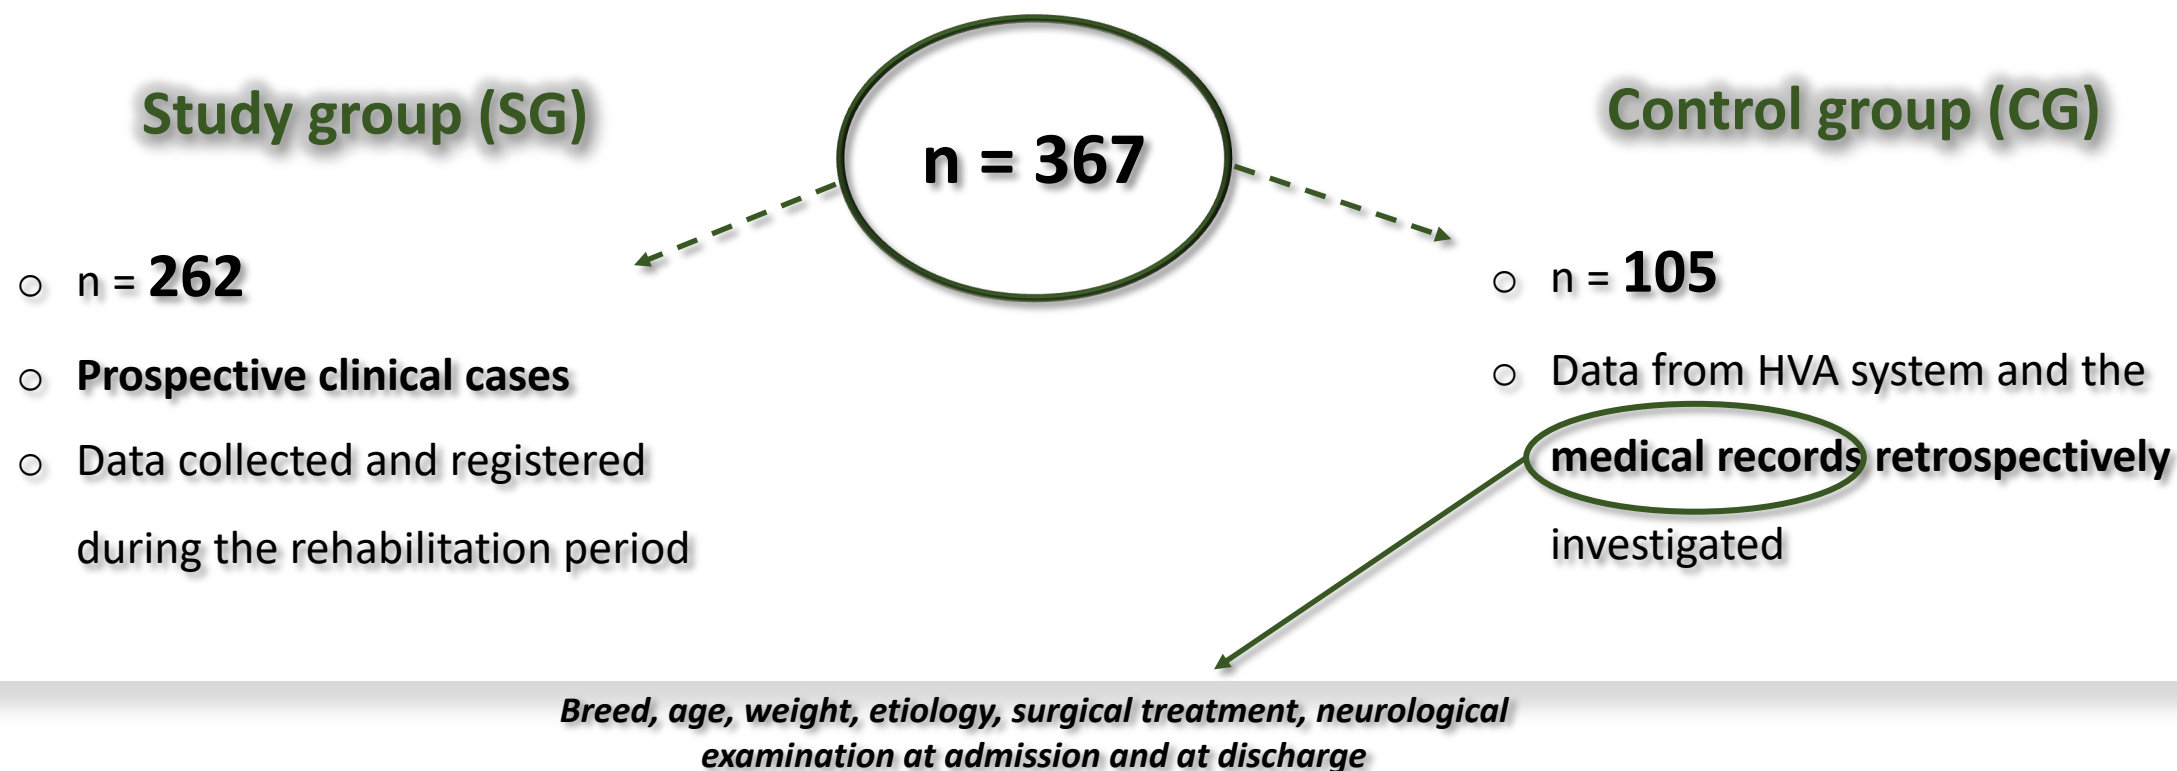 n = 367
Study group (SG)
○ n = 262
○ Prospective clinical cases
○ Data collected and registered
during the rehabilitation period
Control group (CG)
○ n = 105
○ Data from HVA system and the
medical records retrospectively
investigated
Breed, age, weight, etiology, surgical treatment, neurological
examination at admission and at discharge